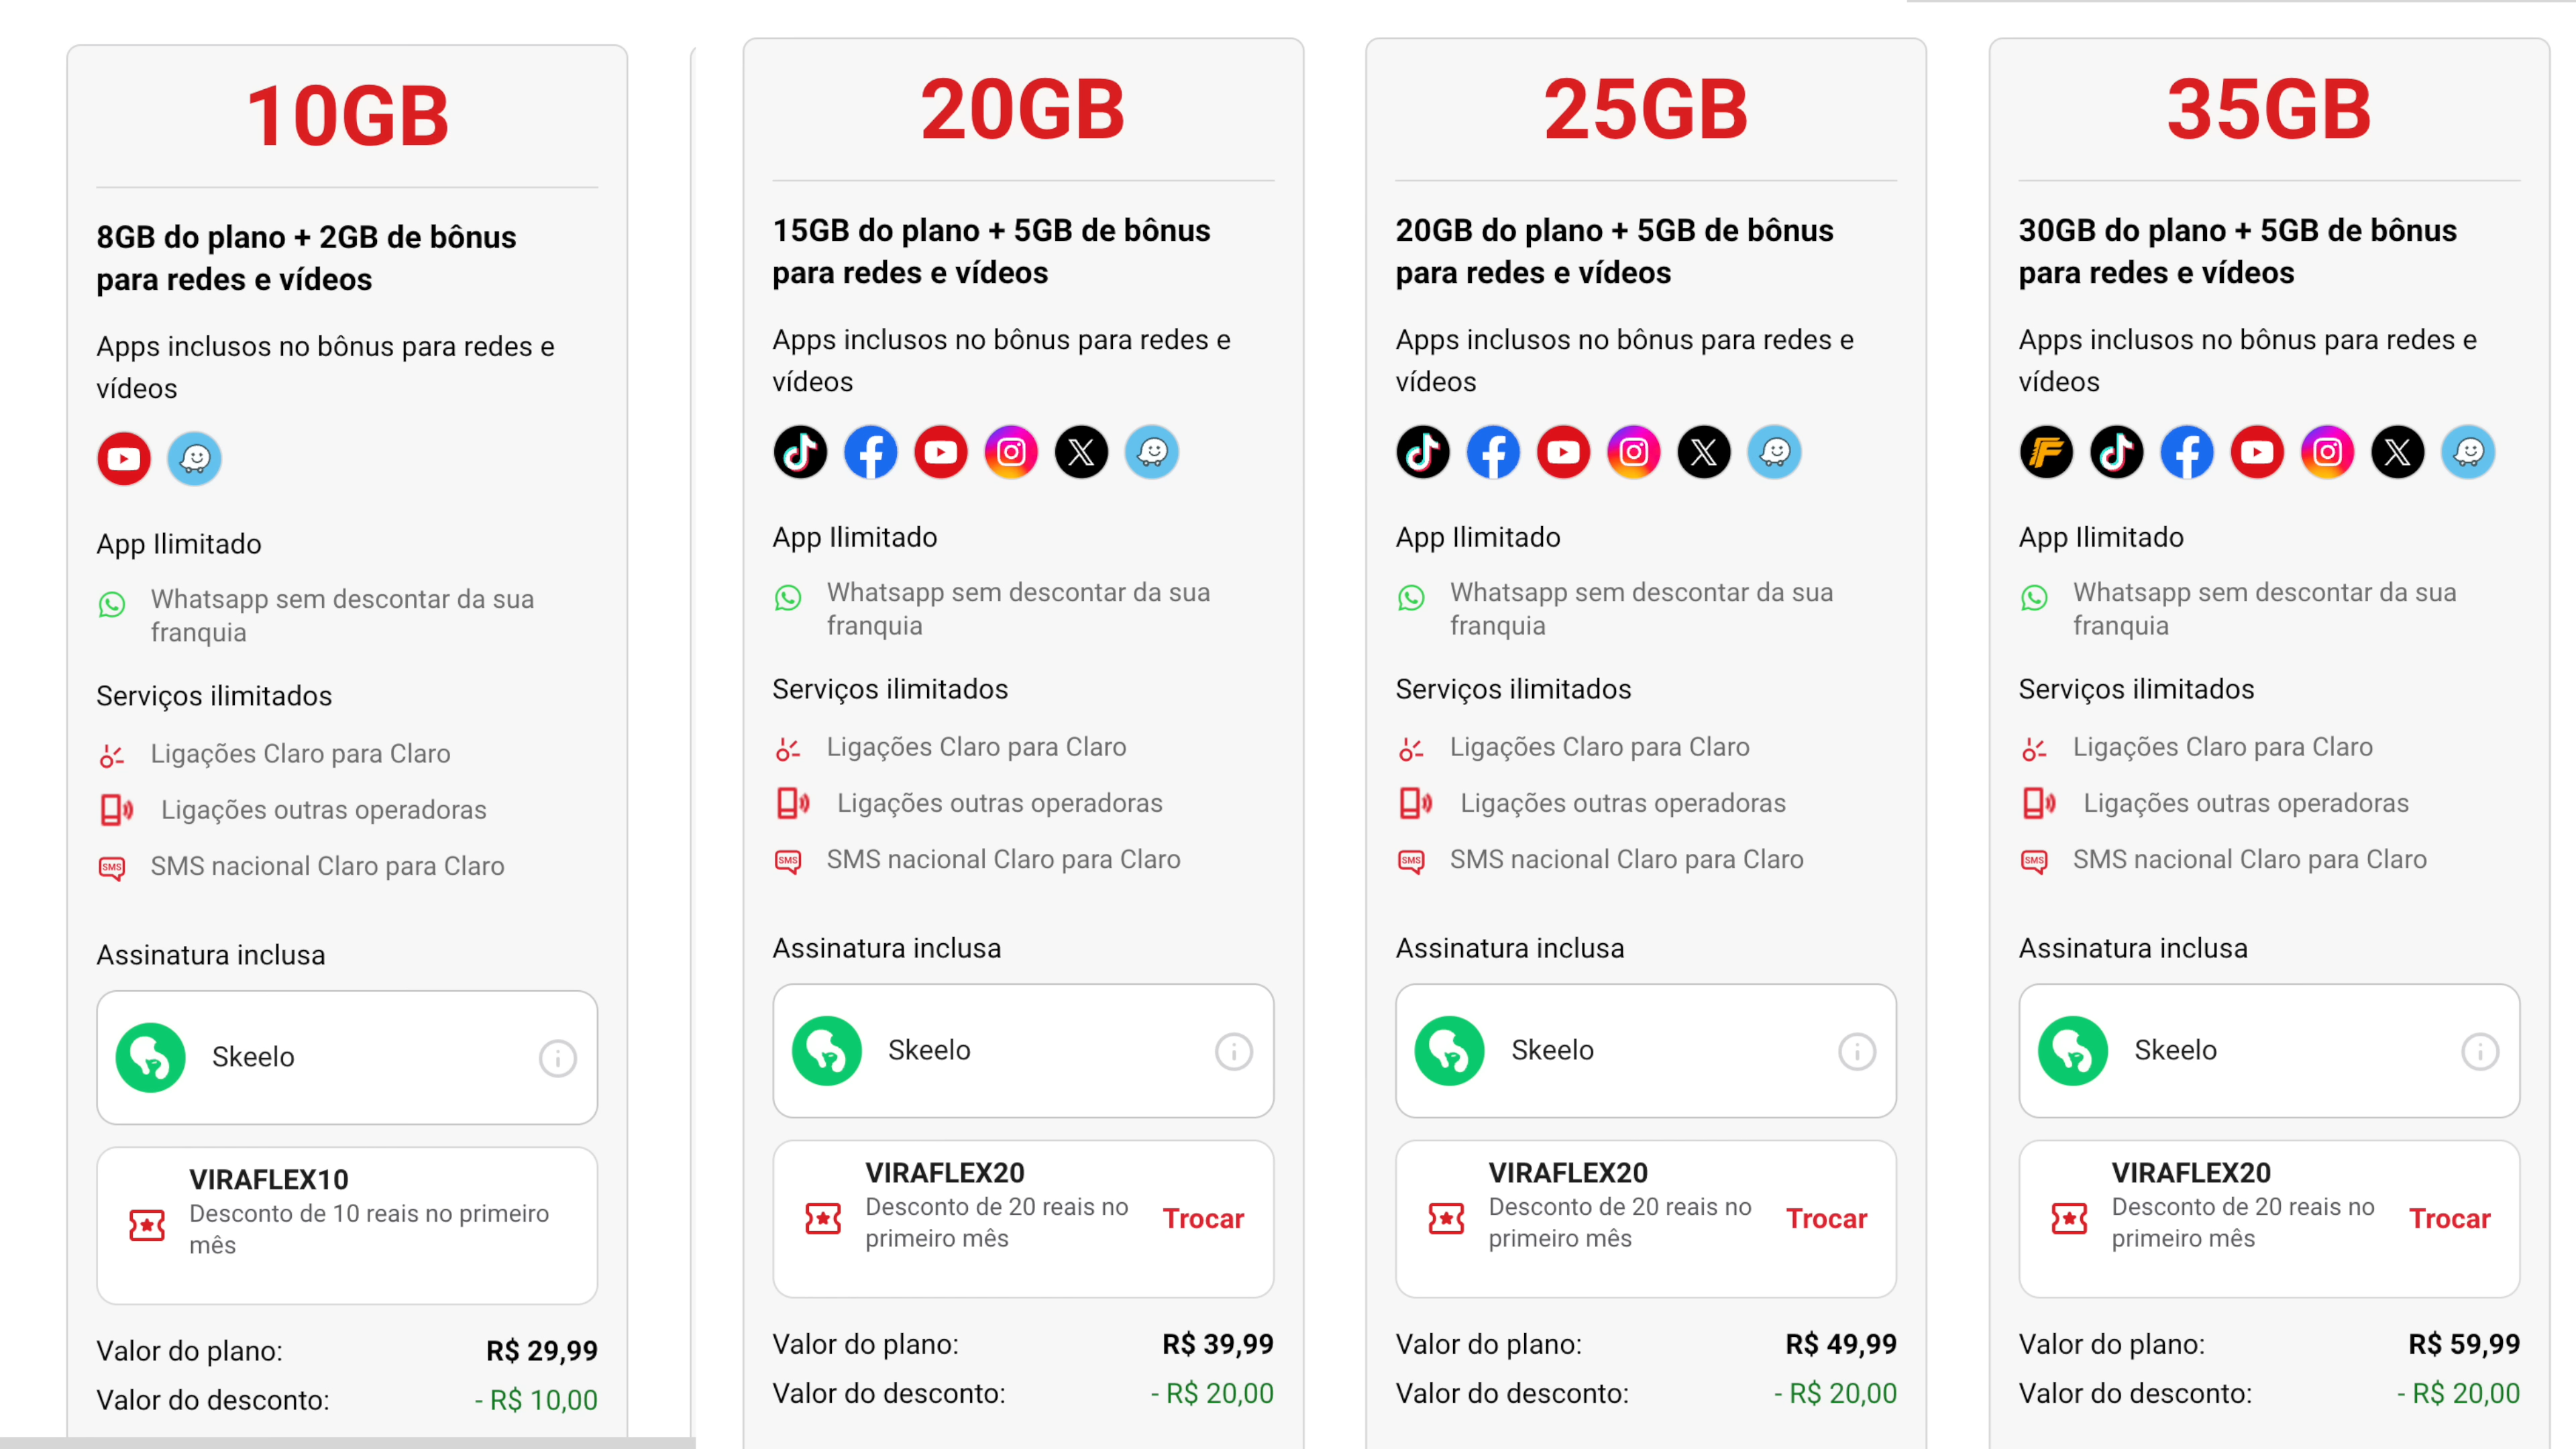 10GB
8GB do plano + 2GB de bônus
para redes e vídeos
Apps inclusos no bônus para redes e
vídeos
App Ilimitado
Whatsapp sem descontar da sua
franquia
Serviços ilimitados
Ligações Claro para Claro
Ligações outras operadoras
SMS
SMS nacional Claro para Claro
Assinatura inclusa
Skeelo
VIRAFLEX10
Desconto de 10 reais no primeiro
mês
Valor do plano: R$ 29,99
Valor do desconto: - R$ 10,00
20GB
15GB do plano + 5GB de bônus
para redes e vídeos
Apps inclusos no bônus para redes e
vídeos
App Ilimitado
Whatsapp sem descontar da sua
franquia
Serviços ilimitados
Ligações Claro para Claro
Ligações outras operadoras
SMS
SMS nacional Claro para Claro
Assinatura inclusa
Skeelo
VIRAFLEX20
Desconto de 20 reais no
primeiro mês
Trocar
Valor do plano: R$ 39,99
Valor do desconto: - R$ 20,00
25GB
20GB do plano + 5GB de bônus
para redes e vídeos
Apps inclusos no bônus para redes e
vídeos
App Ilimitado
Whatsapp sem descontar da sua
franquia
Serviços ilimitados
Ligações Claro para Claro
Ligações outras operadoras
SMS
SMS nacional Claro para Claro
Assinatura inclusa
Skeelo
VIRAFLEX20
Desconto de 20 reais no
primeiro mês
Trocar
Valor do plano: R$ 49,99
Valor do desconto: - R$ 20,00
35GB
30GB do plano + 5GB de bônus
para redes e vídeos
Apps inclusos no bônus para redes e
vídeos
App Ilimitado
Whatsapp sem descontar da sua
franquia
Serviços ilimitados
Ligações Claro para Claro
Ligações outras operadoras
SMS
SMS nacional Claro para Claro
Assinatura inclusa
Skeelo
VIRAFLEX20
Desconto de 20 reais no
primeiro mês
Trocar
Valor do plano: R$ 59,99
Valor do desconto: - R$ 20,00